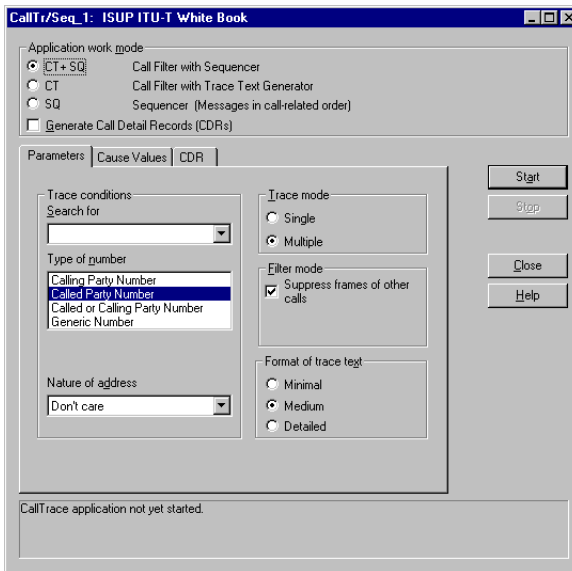 CallTr/Seq_1: ISUP ITU-T White Book
Application work mode
CT+SQ Call Filter with Sequencer
CT Call Filter with Trace Text Generator
SQ Sequencer (Messages in call-related order)
Generate Call Detail Records (CDRs)
Parameters Cause Values CDR
Trace conditions
Search for
Type of number
Calling Party Number
Called Party Number
Called or Calling Party Number
Generic Number
Nature of address
Don't care
Trace mode
Single
Multiple
Filter mode
Suppress frames of other
calls
Format of trace text
Minimal
Medium
Detailed
Start
Stop
Close
Help
CallTrace application not yet started.